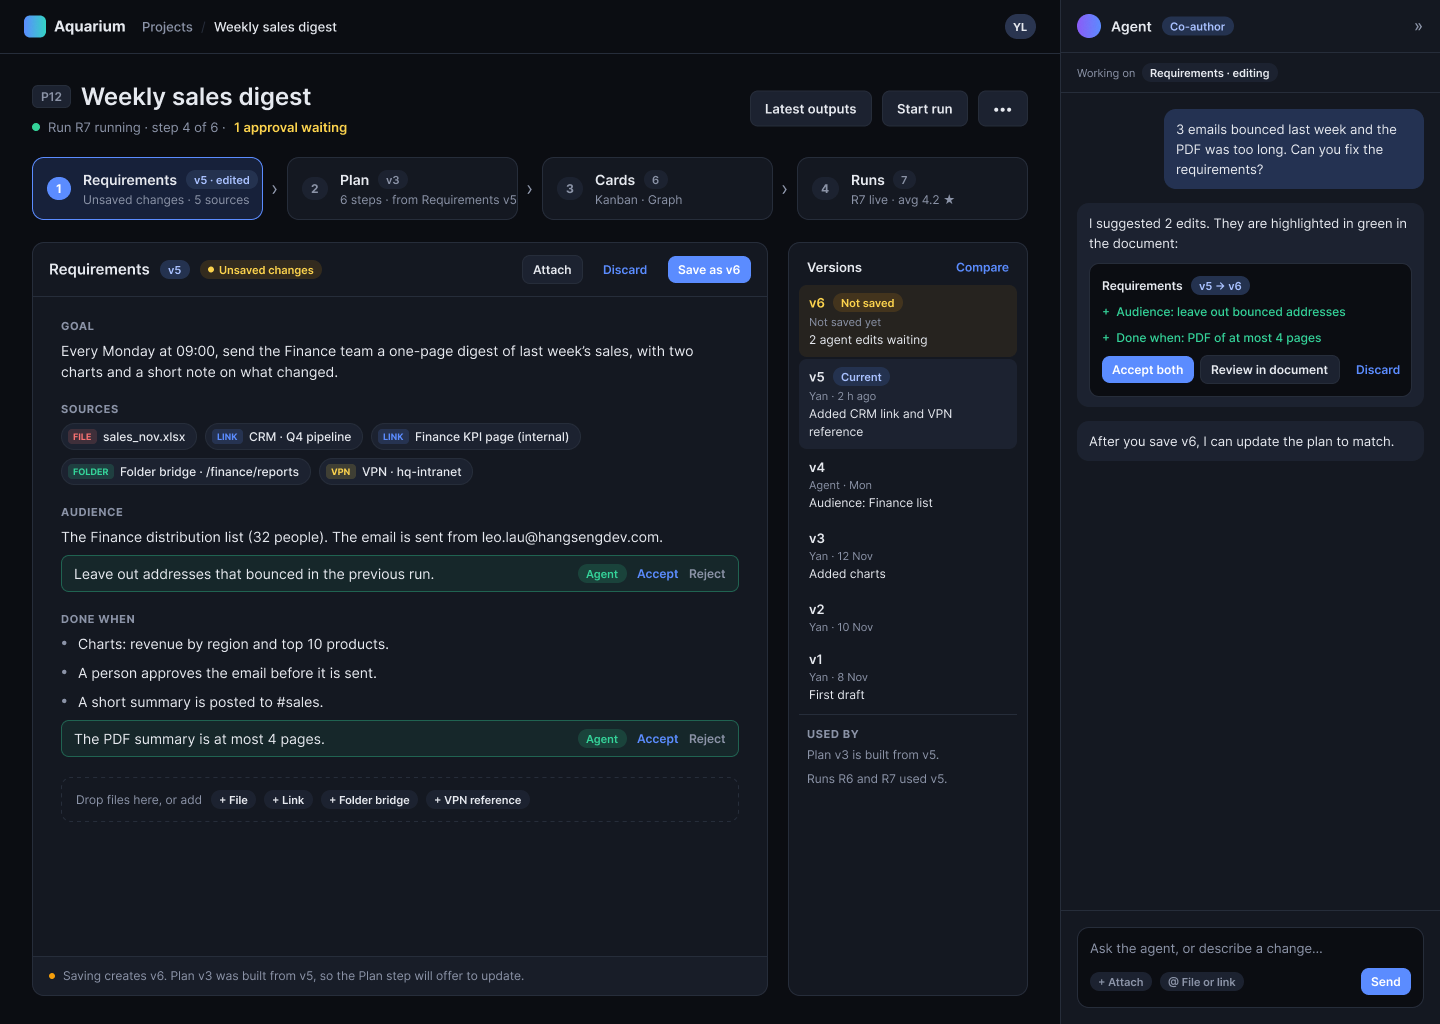 Aquarium Projects / Weekly sales digest YL
P12 Weekly sales digest
Run R7 running · step 4 of 6 · 1 approval waiting
Latest outputs Start run •••
1 Requirements v5 · edited
Unsaved changes · 5 sources
›
2 Plan v3
6 steps · from Requirements v5
›
3 Cards 6
Kanban · Graph
›
4 Runs 7
R7 live · avg 4.2 ★
Requirements v5 Unsaved changes Attach Discard Save as v6
GOAL
Every Monday at 09:00, send the Finance team a one-page digest of last week’s sales, with two
charts and a short note on what changed.
SOURCES
FILE sales_nov.xlsx LINK CRM · Q4 pipeline LINK Finance KPI page (internal)
FOLDER Folder bridge · /finance/reports VPN VPN · hq-intranet
AUDIENCE
The Finance distribution list (32 people). The email is sent from leo.lau@hangsengdev.com.
Leave out addresses that bounced in the previous run. Agent Accept Reject
DONE WHEN
• Charts: revenue by region and top 10 products.
• A person approves the email before it is sent.
• A short summary is posted to #sales.
The PDF summary is at most 4 pages. Agent Accept Reject
Drop files here, or add + File + Link + Folder bridge + VPN reference
Saving creates v6. Plan v3 was built from v5, so the Plan step will offer to update.
Versions Compare
v6 Not saved
Not saved yet
2 agent edits waiting
v5 Current
Yan · 2 h ago
Added CRM link and VPN
reference
v4
Agent · Mon
Audience: Finance list
v3
Yan · 12 Nov
Added charts
v2
Yan · 10 Nov
v1
Yan · 8 Nov
First draft
USED BY
Plan v3 is built from v5.
Runs R6 and R7 used v5.
Agent Co-author »
Working on Requirements · editing
3 emails bounced last week and the
PDF was too long. Can you fix the
requirements?
I suggested 2 edits. They are highlighted in green in
the document:
Requirements v5 → v6
+ Audience: leave out bounced addresses
+ Done when: PDF of at most 4 pages
Accept both Review in document Discard
After you save v6, I can update the plan to match.
Ask the agent, or describe a change...
+ Attach @ File or link Send